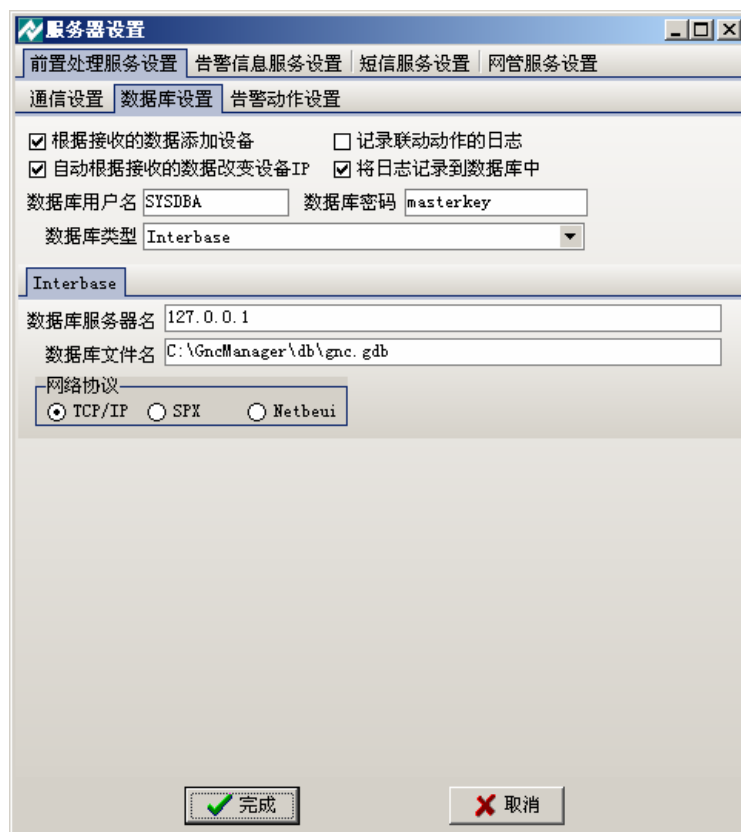 服务器设置
前置处理服务设置 告警信息服务设置 短信服务设置 网管服务设置
通信设置 数据库设置 告警动作设置
根据接收的数据添加设备 记录联动动作的日志
自动根据接收的数据改变设备IP 将日志记录到数据库中
数据库用户名 SYSDBA 数据库密码 masterkey
数据库类型 Interbase
Interbase
数据库服务器名 127.0.0.1
数据库文件名 C:\GncManager\db\gnc.gdb
网络协议
TCP/IP SPX Netbeui
完成 取消